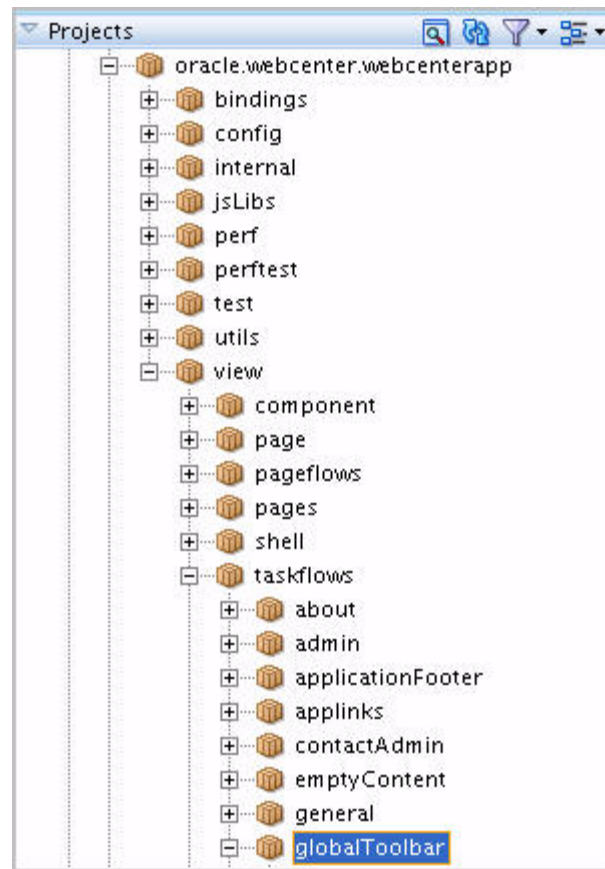 Projects
oracle.webcenter.webcenterapp
bindings
config
internal
jsLibs
perf
perftest
test
utils
view
component
page
pageflows
pages
shell
taskflows
about
admin
applicationFooter
applinks
contactAdmin
emptyContent
general
globalToolbar